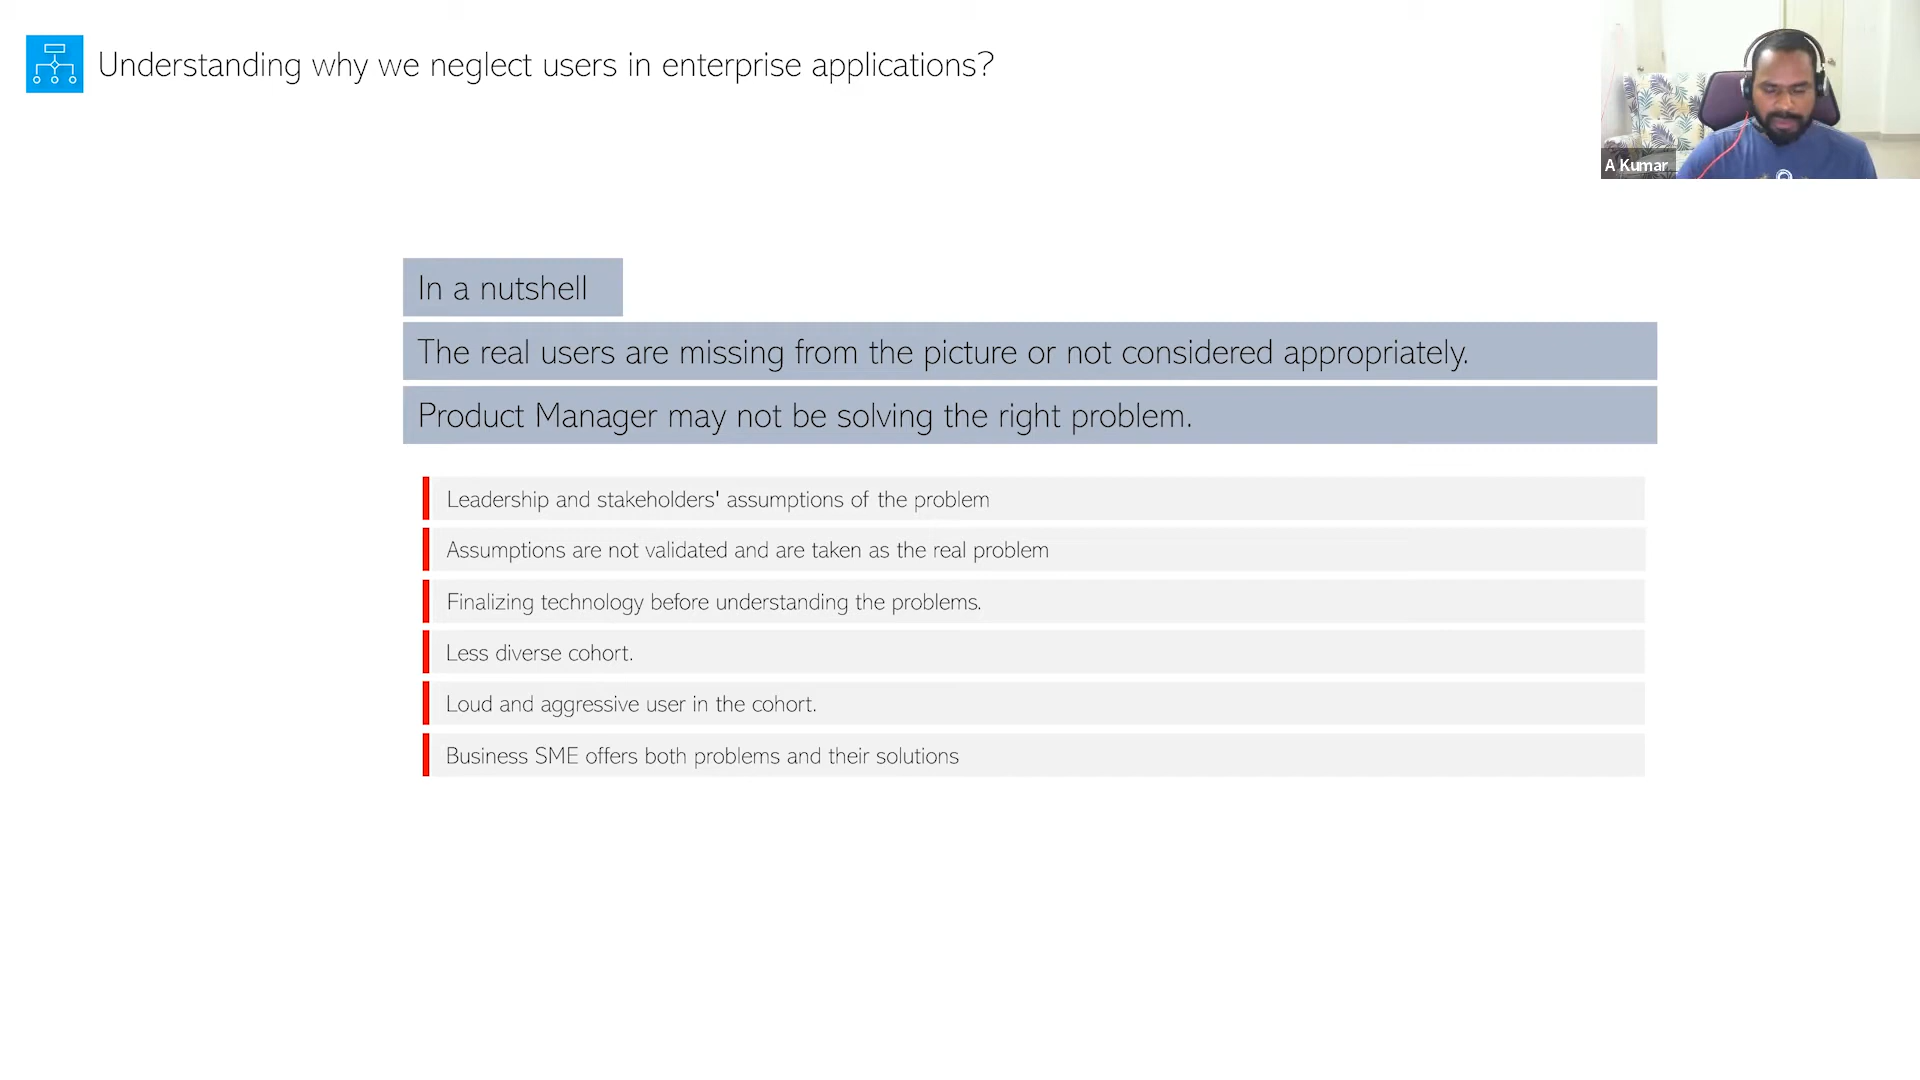 Understanding why we neglect users in enterprise applications?
A Kumar
In a nutshell
The real users are missing from the picture or not considered appropriately.
Product Manager may not be solving the right problem.
Leadership and stakeholders' assumptions of the problem
Assumptions are not validated and are taken as the real problem
Finalizing technology before understanding the problems.
Less diverse cohort.
Loud and aggressive user in the cohort.
Business SME offers both problems and their solutions